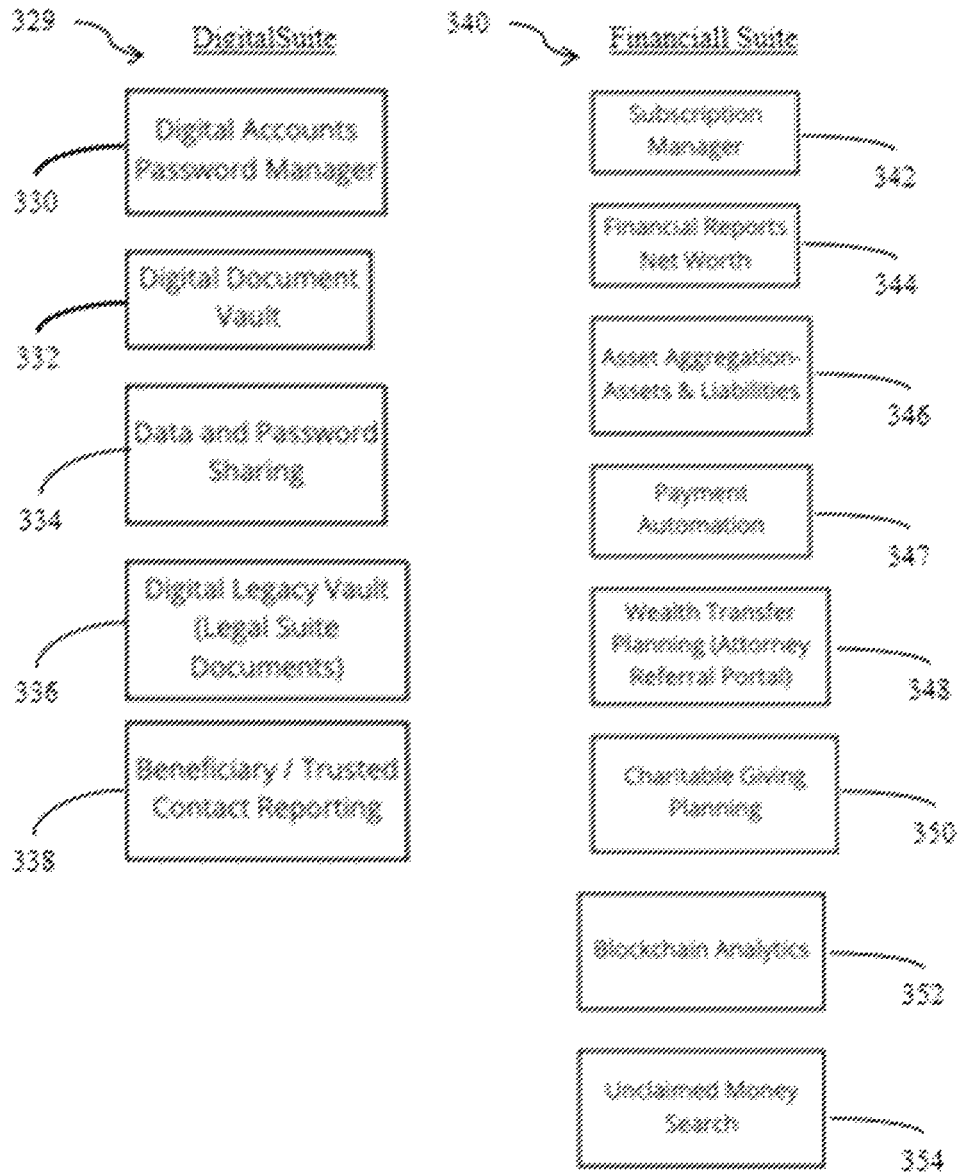 329
DigitalSuite
330
Digital Accounts
Password Manager
332
Digital Document
Vault
334
Data and Password
Sharing
336
Digital Legacy Vault
(Legal Suite
Documents)
338
Beneficiary / Trusted
Contact Reporting
340
Financiall Suite
Subscription
Manager
342
Financial Reports
Net Worth
344
Asset Aggregation-
Assets & Liabilities
346
Payment
Automation
347
Wealth Transfer
Planning (Attorney
Referral Portal)
348
Charitable Giving
Planning
350
Blockchain Analytics
352
Unclaimed Money
Search
354